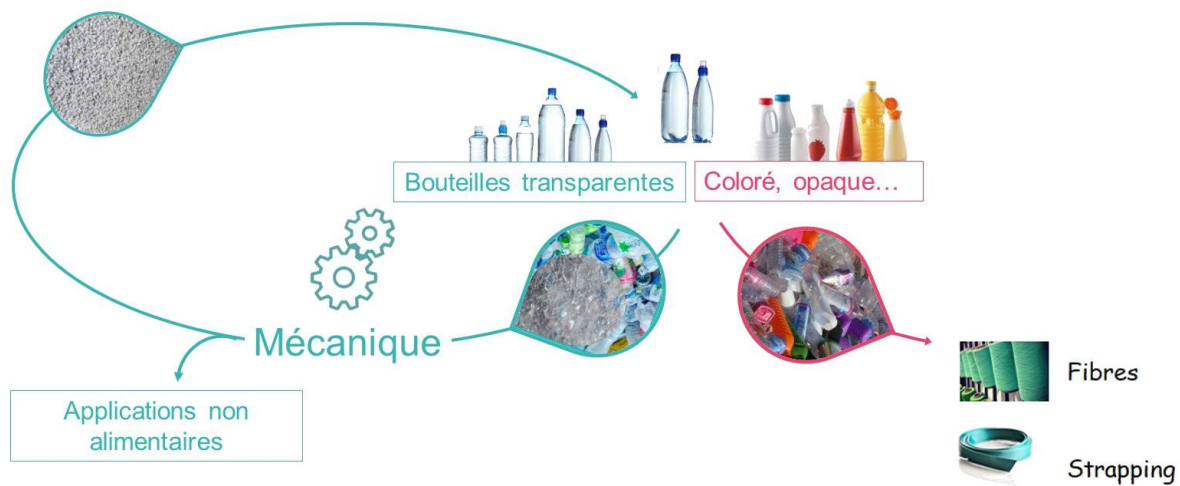 Bouteilles transparentes
Coloré, opaque...
Mécanique
Applications non
alimentaires
Fibres
Strapping